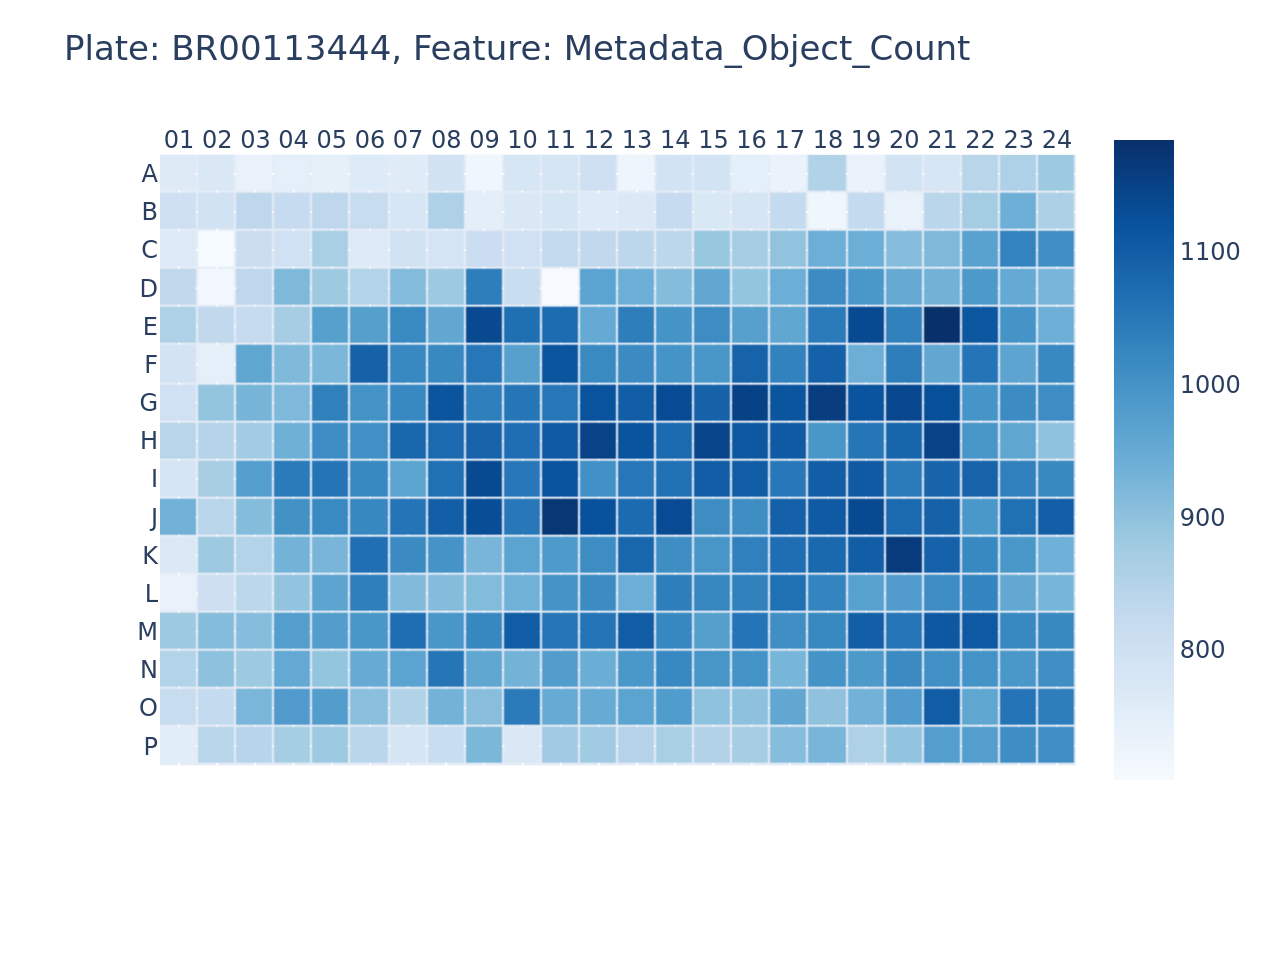 Plate: BR00113444, Feature: Metadata_Object_Count
01 02 03 04 05 06 07 08 09 10 11 12 13 14 15 16 17 18 19 20 21 22 23 24
A
B
C
D
E
F
G
H
I
J
K
L
M
N
O
P
1100
1000
900
800